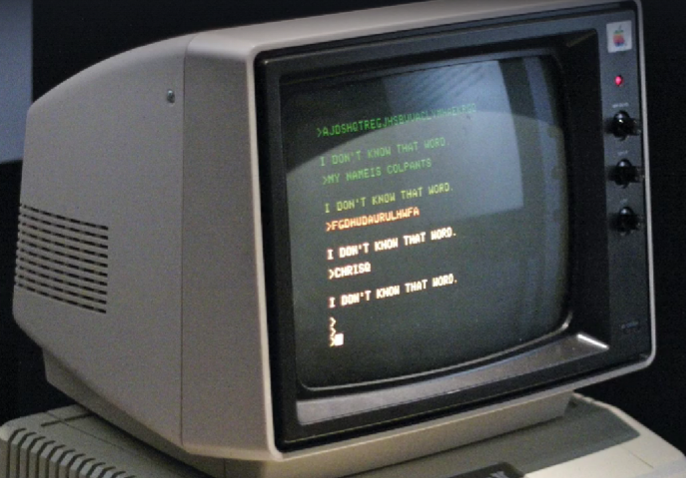 I DON'T KNOW THAT WORD
>MY NAMEIS COLPANTS
I DON'T KNOW THAT WORD.
>FGDHUDAURULHWFA
I DON'T KNOW THAT WORD.
>CHRISQ
I DON'T KNOW THAT WORD.
>
>
>